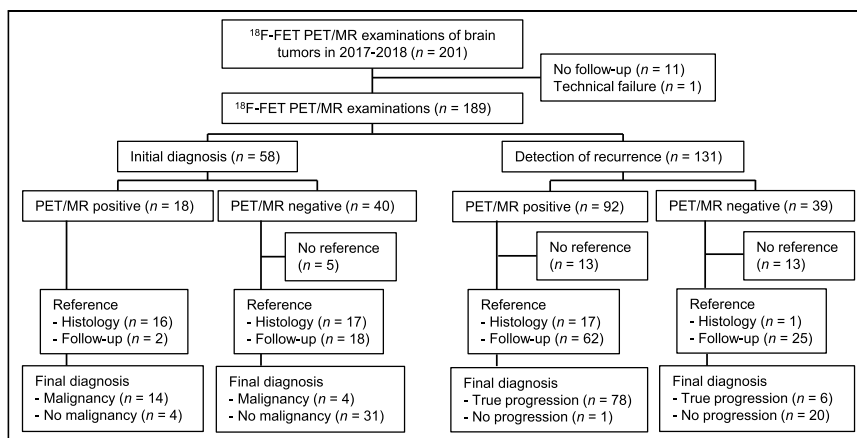 ¹⁸F-FET PET/MR examinations of brain
tumors in 2017-2018 (n = 201)
No follow-up (n = 11)
Technical failure (n = 1)
¹⁸F-FET PET/MR examinations (n = 189)
Initial diagnosis (n = 58)
Detection of recurrence (n = 131)
PET/MR positive (n = 18)
PET/MR negative (n = 40)
PET/MR positive (n = 92)
PET/MR negative (n = 39)
No reference
(n = 5)
No reference
(n = 13)
No reference
(n = 13)
Reference
- Histology (n = 16)
- Follow-up (n = 2)
Reference
- Histology (n = 17)
- Follow-up (n = 18)
Reference
- Histology (n = 17)
- Follow-up (n = 62)
Reference
- Histology (n = 1)
- Follow-up (n = 25)
Final diagnosis
- Malignancy (n = 14)
- No malignancy (n = 4)
Final diagnosis
- Malignancy (n = 4)
- No malignancy (n = 31)
Final diagnosis
- True progression (n = 78)
- No progression (n = 1)
Final diagnosis
- True progression (n = 6)
- No progression (n = 20)